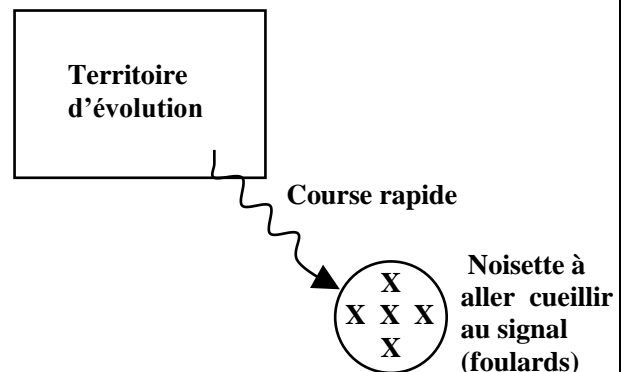 Territoire
d'évolution
Course rapide
Noisette à
aller cueillir
au signal
(foulards)
X
X X X
X